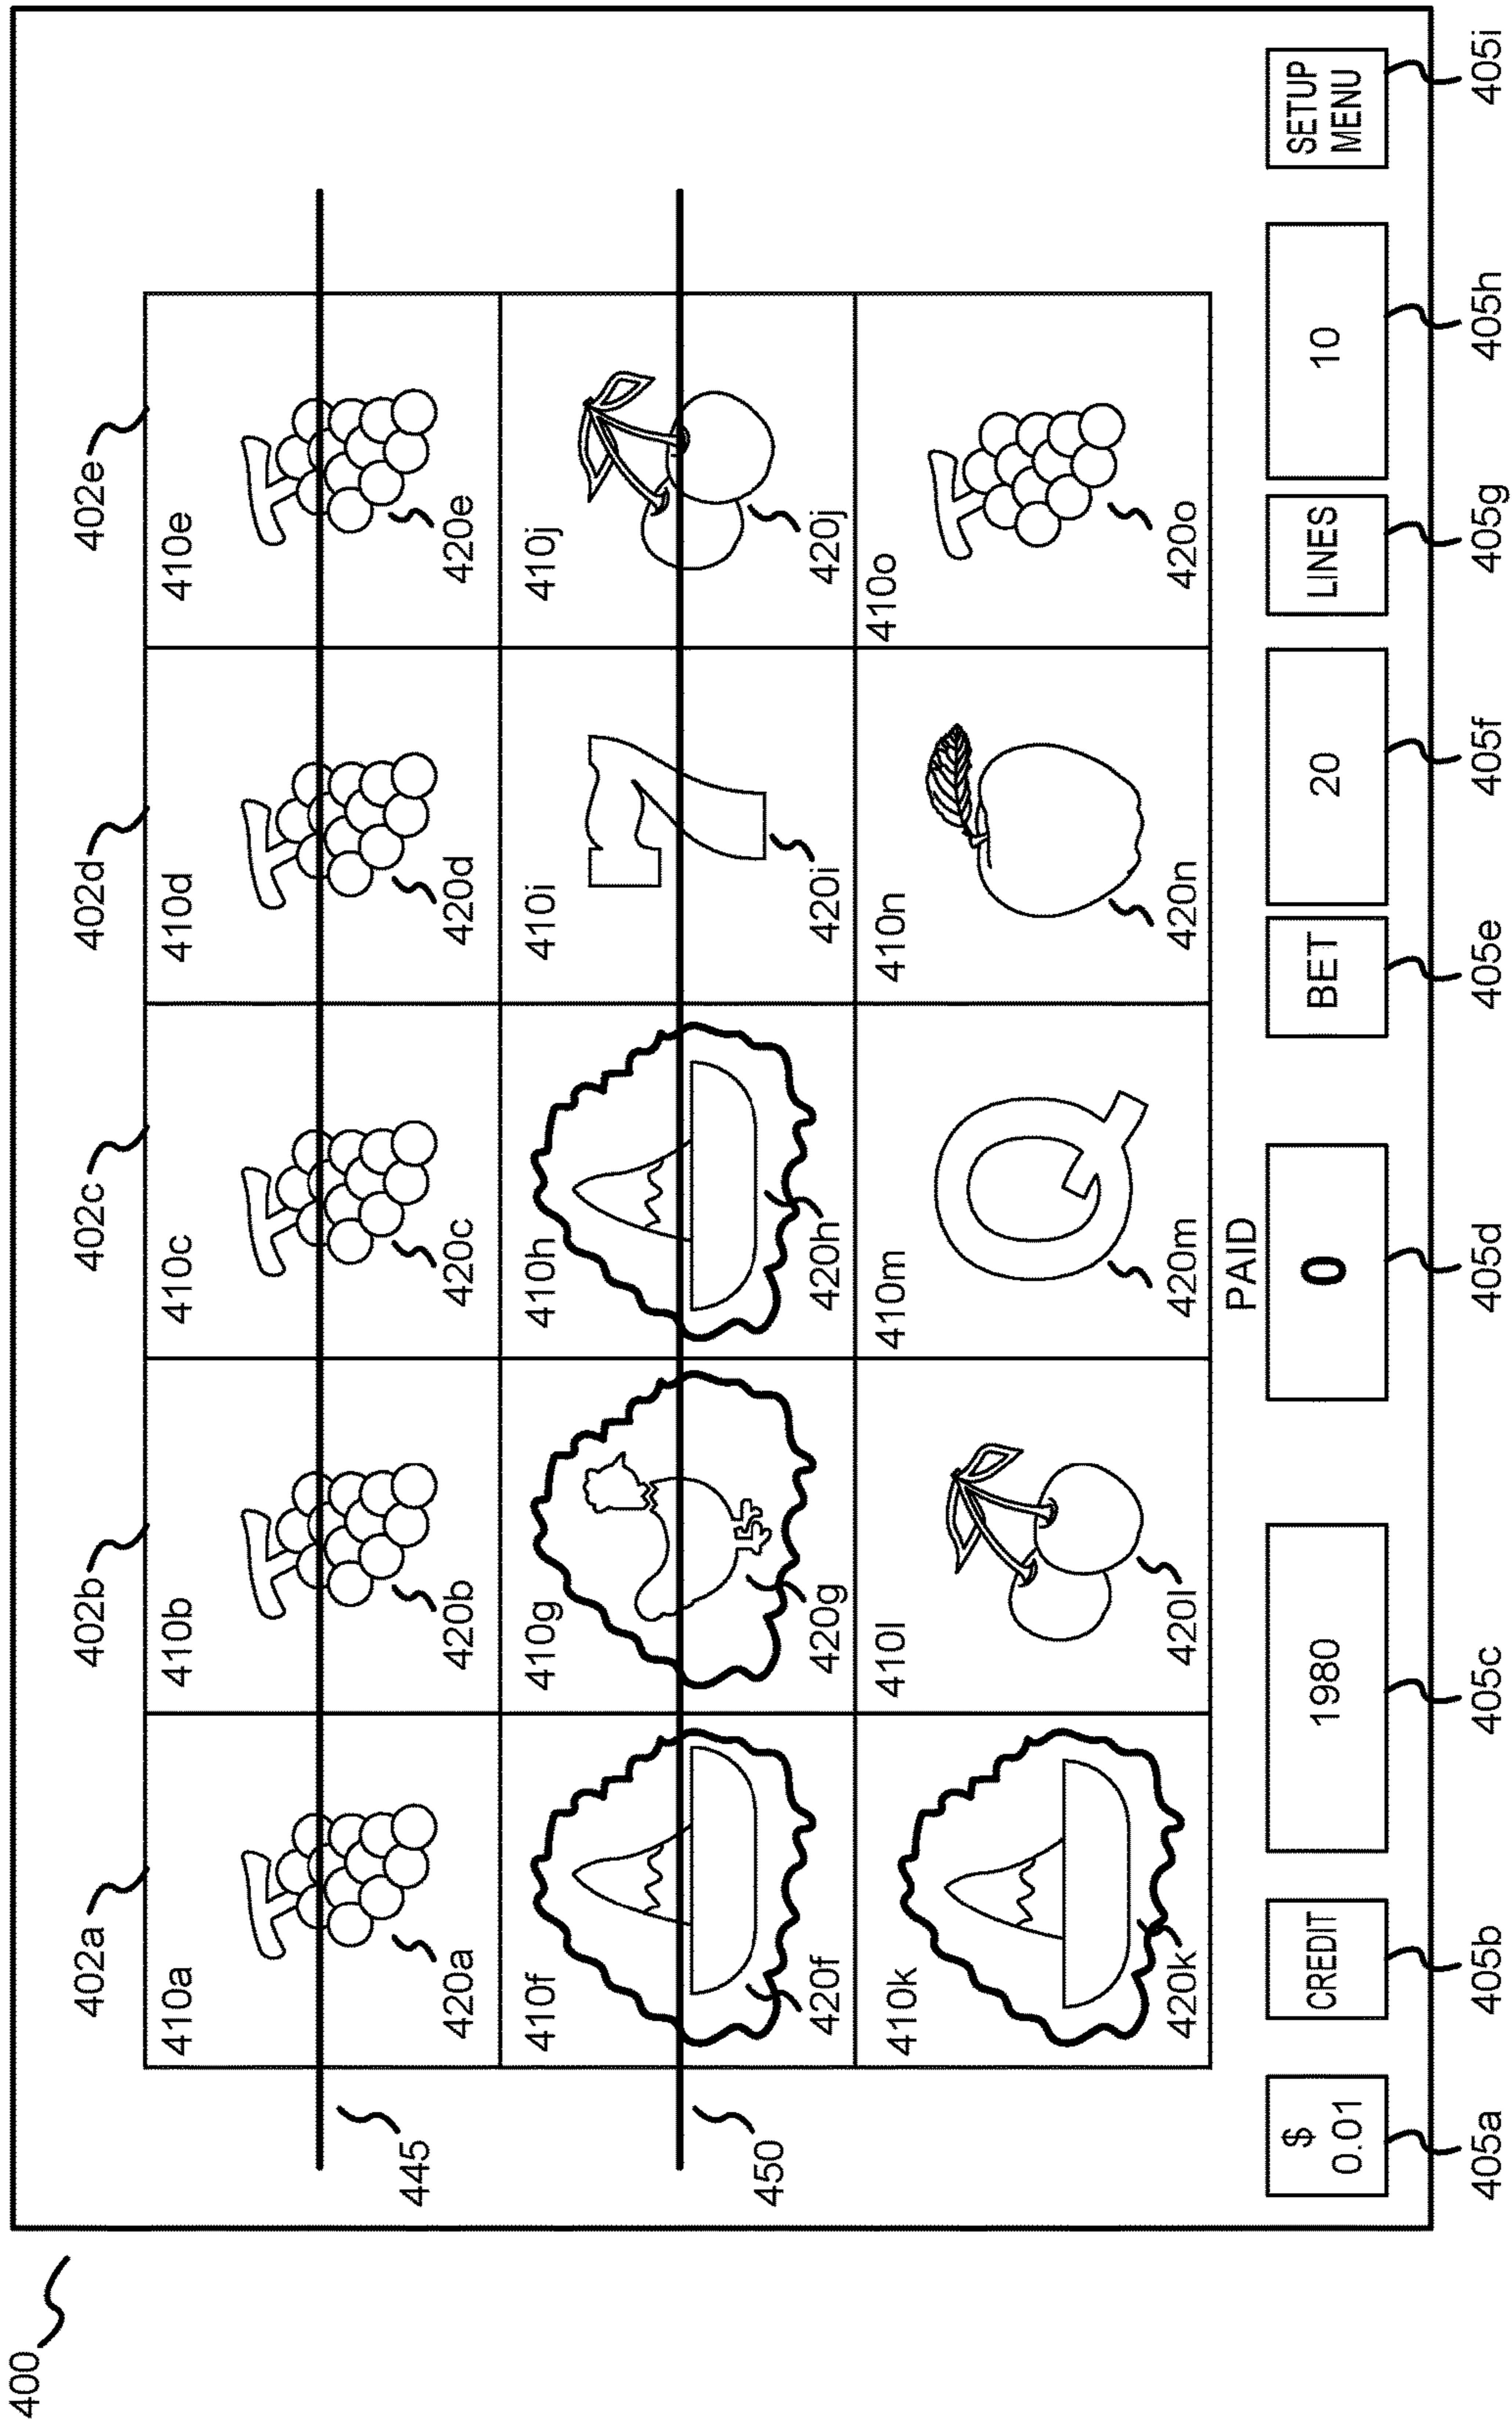 400
402a 402b 402c 402d 402e
410a 410b 410c 410d 410e
445
420a 420b 420c 420d 420e
410f 410g 410h 410i 410j
450
420f 420g 420h 420i 420j
410k 410l 410m 410n 410o
420k 420l 420m 420n 420o
PAID
$
0.01
CREDIT
1980
0
BET
20
LINES
10
SETUP
MENU
405a 405b 405c 405d 405e 405f 405g 405h 405i